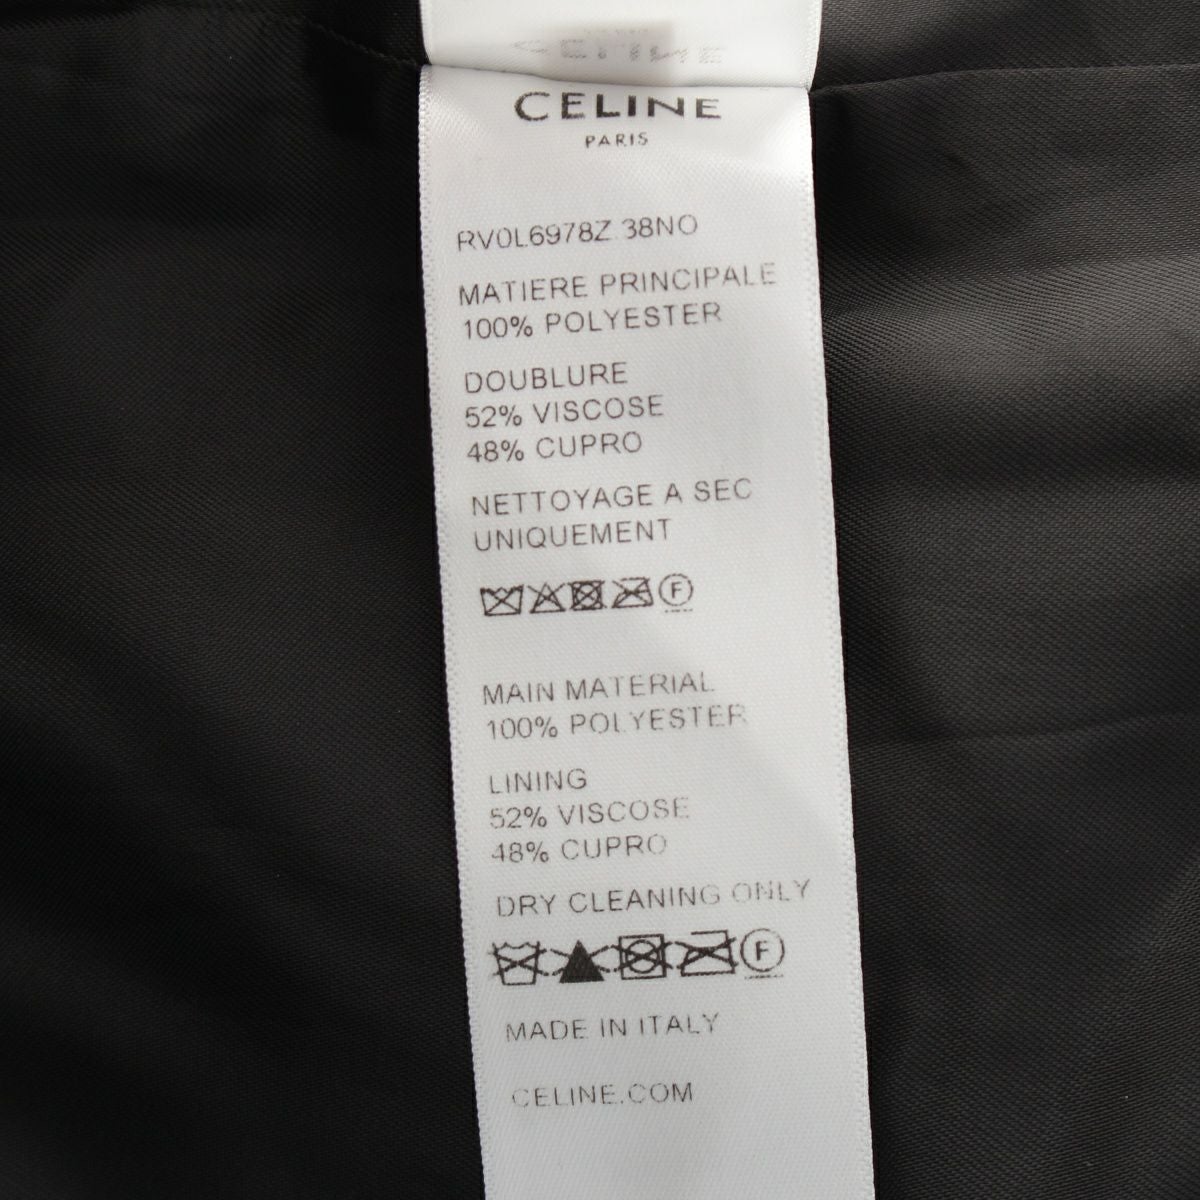 CELINE
PARIS
RV0L6978Z.38NO
MATIERE PRINCIPALE
100% POLYESTER
DOUBLURE
52% VISCOSE
48% CUPRO
NETTOYAGE A SEC
UNIQUEMENT
F
MAIN MATERIAL
100% POLYESTER
LINING
52% VISCOSE
48% CUPRO
DRY CLEANING ONLY
F
MADE IN ITALY
CELINE.COM